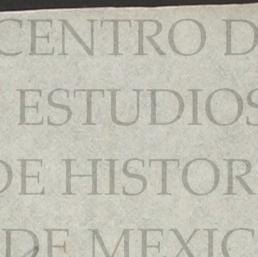 CENTRO D
ESTUDIOS
DE HISTOR
DE MEXIC